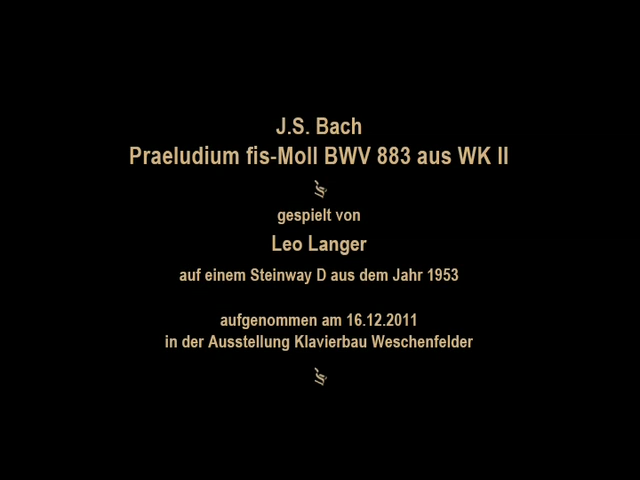 J.S. Bach
Praeludium fis-Moll BWV 883 aus WK II
gespielt von
Leo Langer
auf einem Steinway D aus dem Jahr 1953
aufgenommen am 16.12.2011
in der Ausstellung Klavierbau Weschenfelder